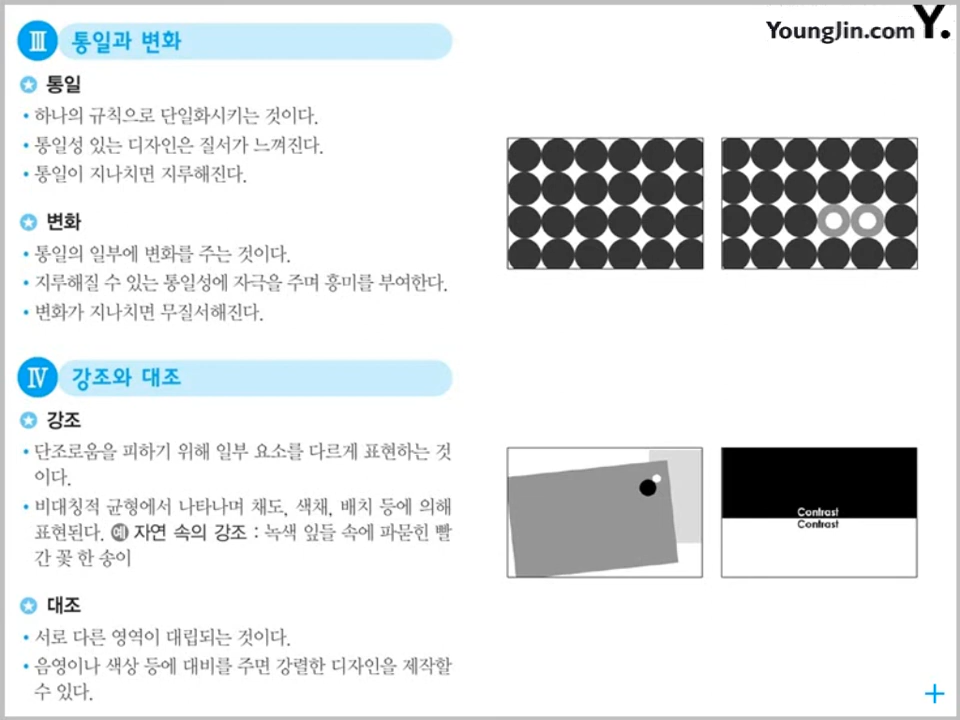 YoungJin.com Y.
Ⅲ 통일과 변화
통일
• 하나의 규칙으로 단일화시키는 것이다.
• 통일성 있는 디자인은 질서가 느껴진다.
• 통일이 지나치면 지루해진다.
변화
• 통일의 일부에 변화를 주는 것이다.
• 지루해질 수 있는 통일성에 자극을 주며 흥미를 부여한다.
• 변화가 지나치면 무질서해진다.
Ⅳ 강조와 대조
강조
• 단조로움을 피하기 위해 일부 요소를 다르게 표현하는 것
이다.
• 비대칭적 균형에서 나타나며 채도, 색채, 배치 등에 의해
표현된다. 예 자연 속의 강조 : 녹색 잎들 속에 파묻힌 빨
간 꽃 한 송이
대조
• 서로 다른 영역이 대립되는 것이다.
• 음영이나 색상 등에 대비를 주면 강렬한 디자인을 제작할
수 있다.
Contrast
Contrast